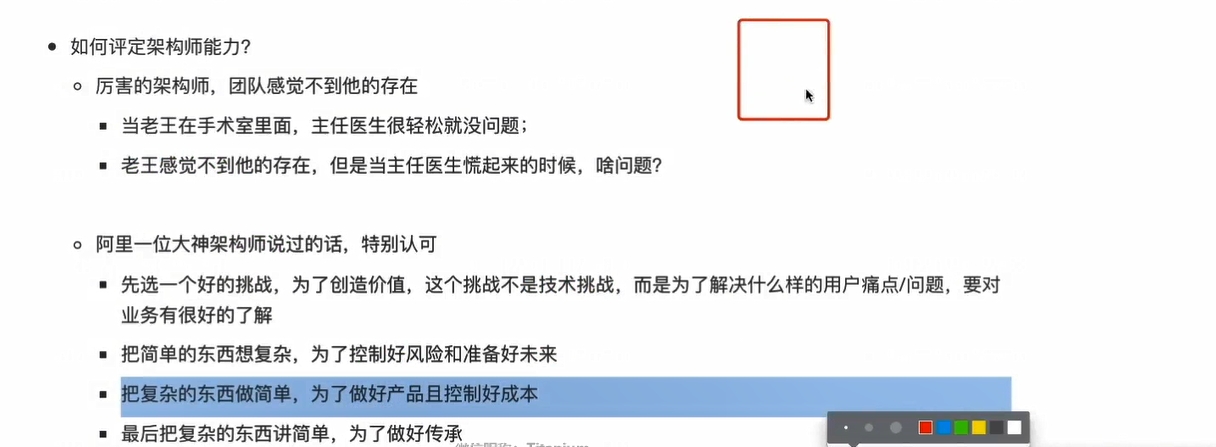 如何评定架构师能力？
厉害的架构师，团队感觉不到他的存在
当老王在手术室里面，主任医生很轻松就没问题；
老王感觉不到他的存在，但是当主任医生慌起来的时候，啥问题？
阿里一位大神架构师说过的话，特别认可
先选一个好的挑战，为了创造价值，这个挑战不是技术挑战，而是为了解决什么样的用户痛点/问题，要对
业务有很好的了解
把简单的东西想复杂，为了控制好风险和准备好未来
把复杂的东西做简单，为了做好产品且控制好成本
最后把复杂的东西讲简单，为了做好传承